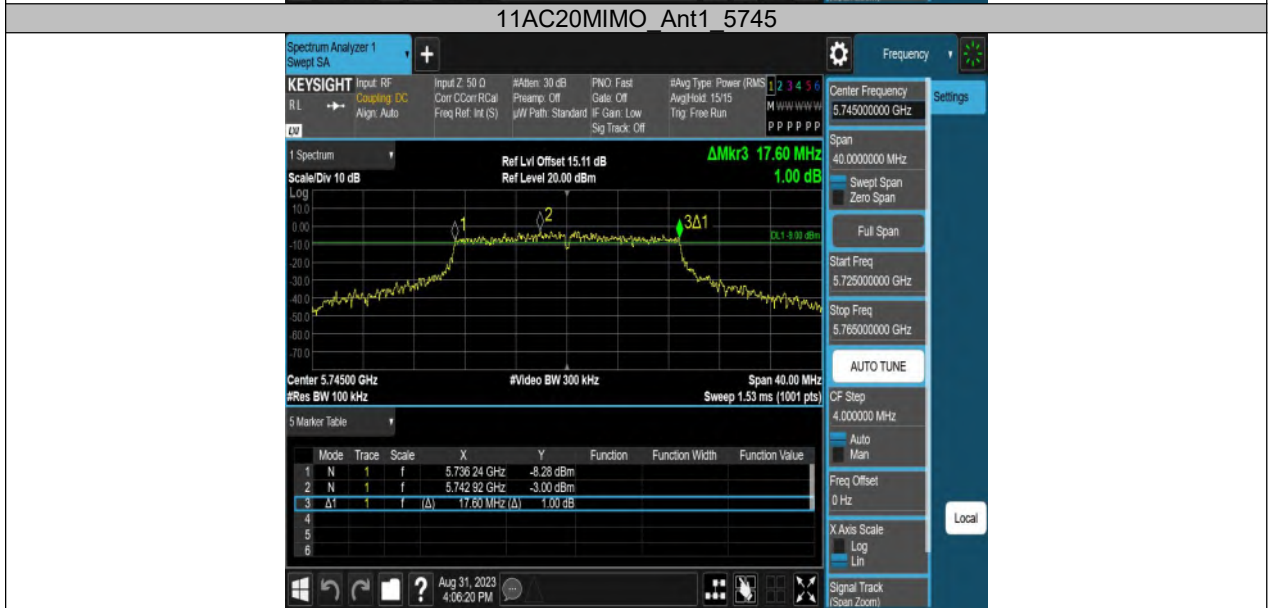 11AC20MIMO_Ant1_5745
Spectrum Analyzer 1
Swept SA
+
Frequency
KEYSIGHT
Input: RF
Coupling: DC
Align: Auto
Input Z: 50 Ω
Corr CCorr RCal
Freq Ref: Int (S)
#Atten: 30 dB
Preamp: Off
µW Path: Standard
PNO: Fast
Gate: Off
IF Gain: Low
Sig Track: Off
#Avg Type: Power (RMS
Avg|Hold: 15/15
Trig: Free Run
1 2 3 4 5 6
M W W W W W
P P P P P P
RL
LXI
1 Spectrum
Scale/Div 10 dB
Ref Lvl Offset 15.11 dB
Ref Level 20.00 dBm
ΔMkr3 17.60 MHz
1.00 dB
Log
10.0
0.00
-10.0
-20.0
-30.0
-40.0
-50.0
-60.0
-70.0
1
2
3Δ1
DL1 -9.00 dBm
Center 5.74500 GHz
#Video BW 300 kHz
Span 40.00 MHz
#Res BW 100 kHz
Sweep 1.53 ms (1001 pts)
5 Marker Table
Mode Trace Scale X Y Function Function Width Function Value
1 N 1 f 5.736 24 GHz -8.28 dBm
2 N 1 f 5.742 92 GHz -3.00 dBm
3 Δ1 1 f (Δ) 17.60 MHz (Δ) 1.00 dB
4
5
6
?
Aug 31, 2023
4:06:20 PM
Center Frequency
5.745000000 GHz
Settings
Span
40.0000000 MHz
Swept Span
Zero Span
Full Span
Start Freq
5.725000000 GHz
Stop Freq
5.765000000 GHz
AUTO TUNE
CF Step
4.000000 MHz
Auto
Man
Freq Offset
0 Hz
X Axis Scale
Log
Lin
Local
Signal Track
(Span Zoom)